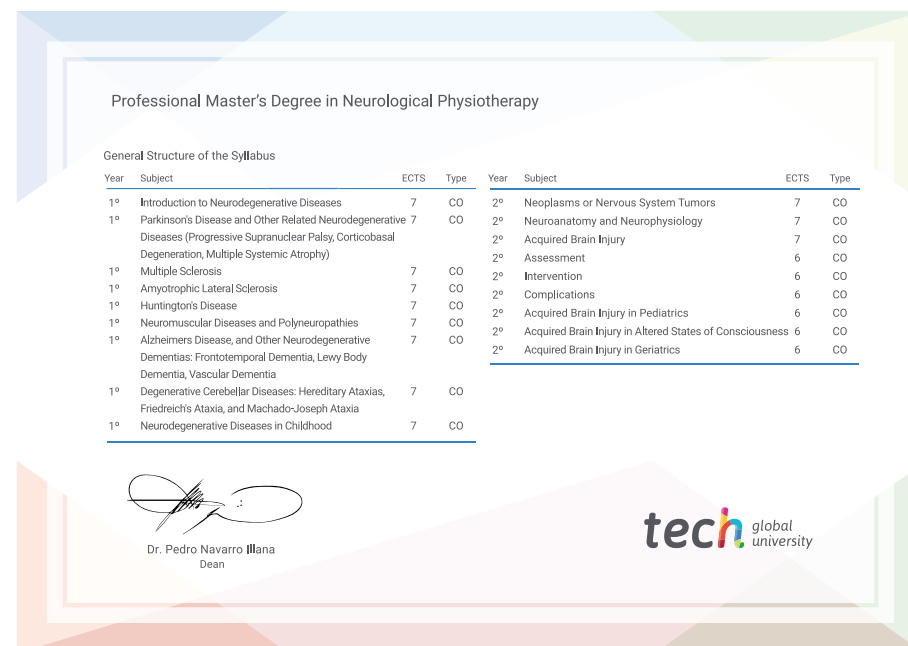 Professional Master's Degree in Neurological Physiotherapy
General Structure of the Syllabus
Year Subject ECTS Type
1º Introduction to Neurodegenerative Diseases 7 CO
1º Parkinson's Disease and Other Related Neurodegenerative 7 CO
Diseases (Progressive Supranuclear Palsy, Corticobasal
Degeneration, Multiple Systemic Atrophy)
1º Multiple Sclerosis 7 CO
1º Amyotrophic Lateral Sclerosis 7 CO
1º Huntington's Disease 7 CO
1º Neuromuscular Diseases and Polyneuropathies 7 CO
1º Alzheimers Disease, and Other Neurodegenerative 7 CO
Dementias: Frontotemporal Dementia, Lewy Body
Dementia, Vascular Dementia
1º Degenerative Cerebellar Diseases: Hereditary Ataxias, 7 CO
Friedreich's Ataxia, and Machado-Joseph Ataxia
1º Neurodegenerative Diseases in Childhood 7 CO
Year Subject ECTS Type
2º Neoplasms or Nervous System Tumors 7 CO
2º Neuroanatomy and Neurophysiology 7 CO
2º Acquired Brain Injury 7 CO
2º Assessment 6 CO
2º Intervention 6 CO
2º Complications 6 CO
2º Acquired Brain Injury in Pediatrics 6 CO
2º Acquired Brain Injury in Altered States of Consciousness 6 CO
2º Acquired Brain Injury in Geriatrics 6 CO
Dr. Pedro Navarro Illana
Dean
tech global
university